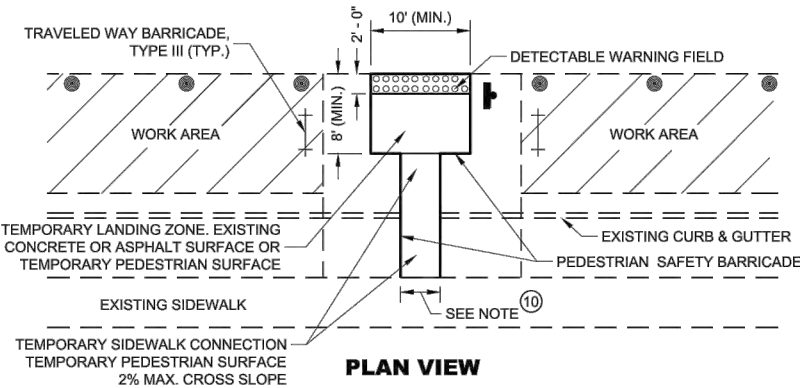 10' (MIN.)
2' - 0"
TRAVELED WAY BARRICADE,
TYPE III (TYP.)
DETECTABLE WARNING FIELD
8' (MIN.)
WORK AREA
WORK AREA
TEMPORARY LANDING ZONE. EXISTING
CONCRETE OR ASPHALT SURFACE OR
TEMPORARY PEDESTRIAN SURFACE
EXISTING CURB & GUTTER
PEDESTRIAN SAFETY BARRICADE
EXISTING SIDEWALK
SEE NOTE 10
TEMPORARY SIDEWALK CONNECTION
TEMPORARY PEDESTRIAN SURFACE
2% MAX. CROSS SLOPE
PLAN VIEW